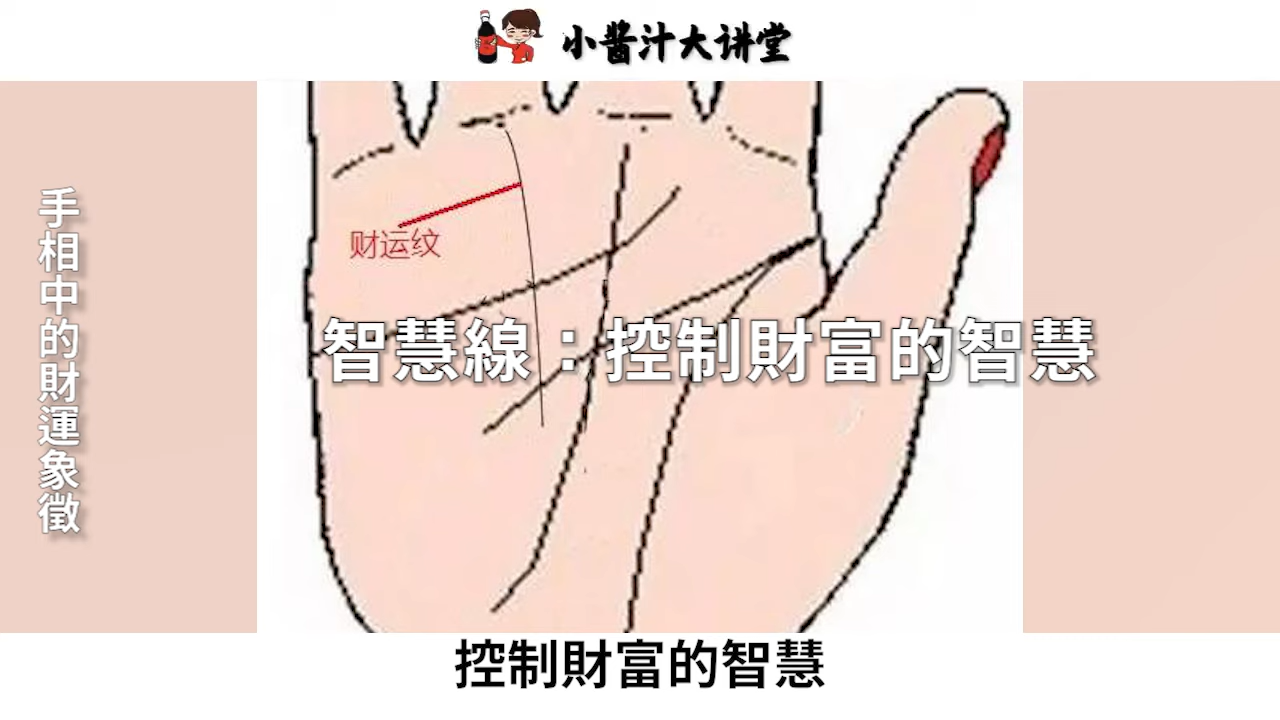 小酱汁大讲堂
手相中的財運象徵
财运纹
智慧線：控制財富的智慧
控制財富的智慧